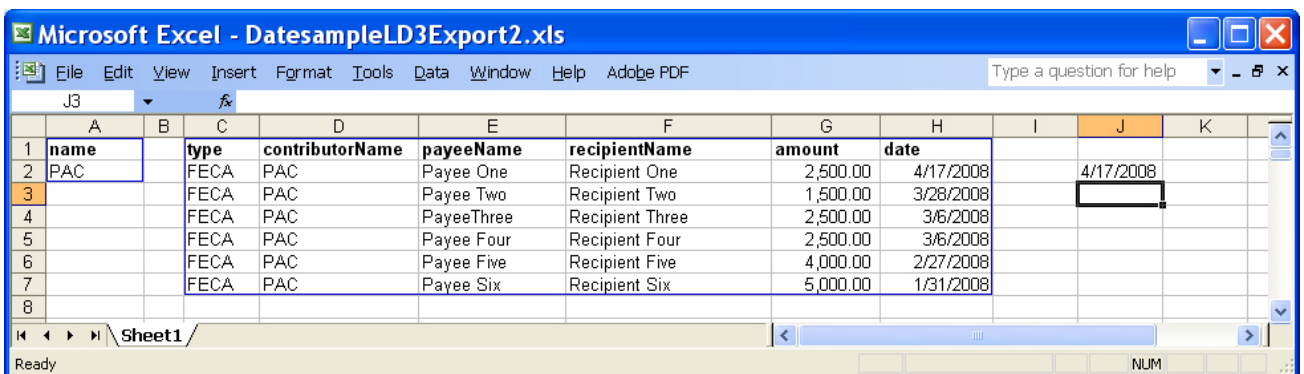 Microsoft Excel - DatesampleLD3Export2.xls
File Edit View Insert Format Tools Data Window Help Adobe PDF Type a question for help
J3 fx
A B C D E F G H I J K
1 name type contributorName payeeName recipientName amount date
2 PAC FECA PAC Payee One Recipient One 2,500.00 4/17/2008 4/17/2008
3 FECA PAC Payee Two Recipient Two 1,500.00 3/28/2008
4 FECA PAC PayeeThree Recipient Three 2,500.00 3/6/2008
5 FECA PAC Payee Four Recipient Four 2,500.00 3/6/2008
6 FECA PAC Payee Five Recipient Five 4,000.00 2/27/2008
7 FECA PAC Payee Six Recipient Six 5,000.00 1/31/2008
8
Sheet1
Ready NUM